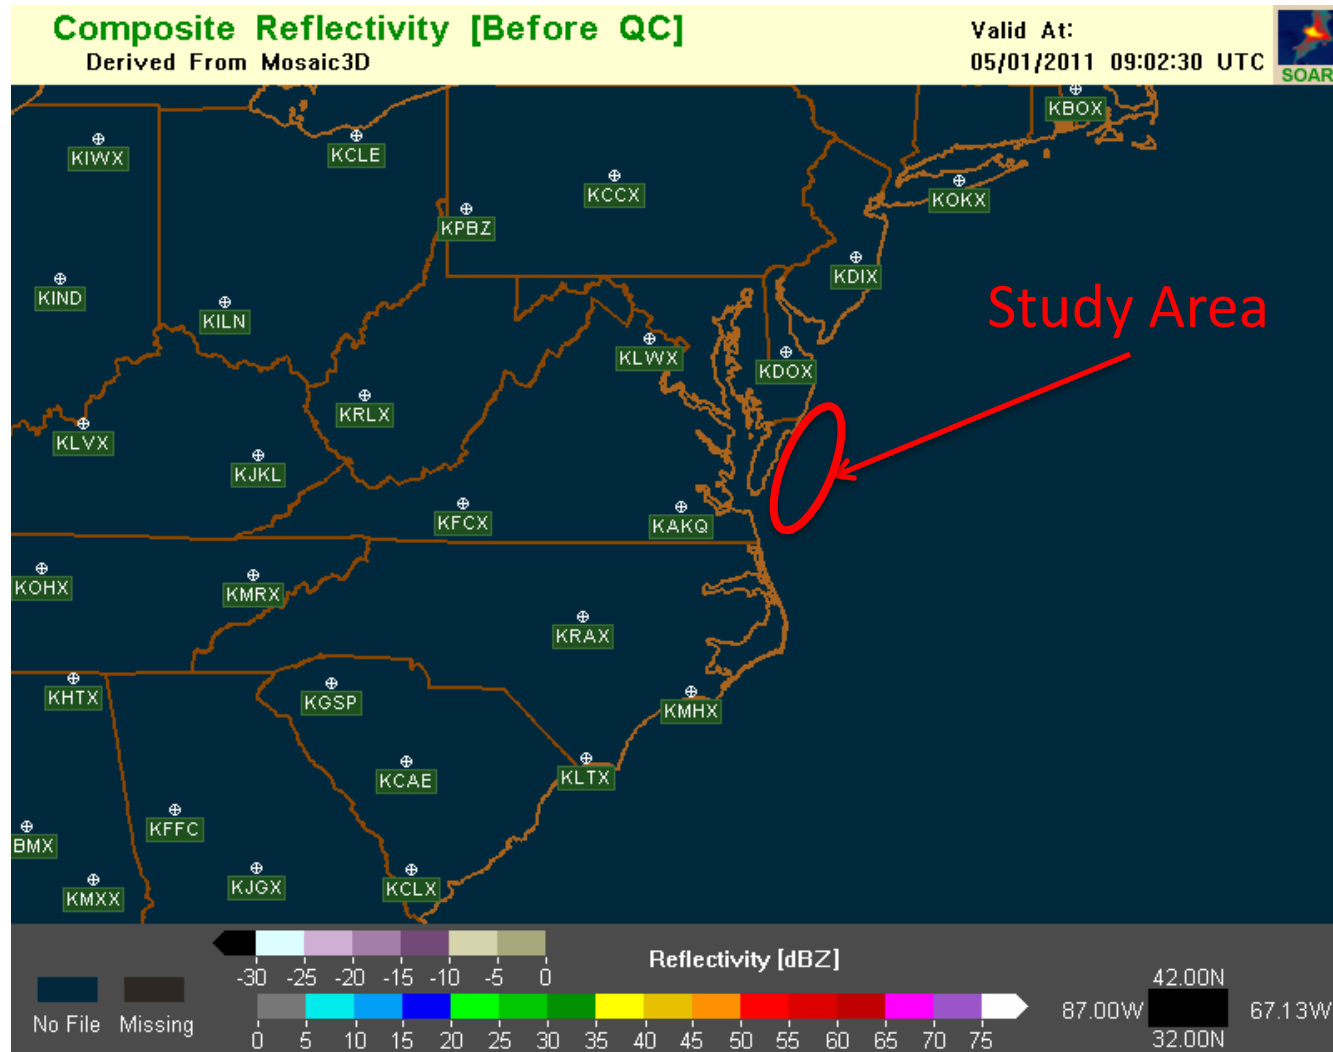 Composite Reflectivity [Before QC]
Derived From Mosaic3D
Valid At:
05/01/2011 09:02:30 UTC
SOAR
KBOX
KIWX
KCLE
KCCX
KOKX
KPBZ
KDIX
KIND
KILN
Study Area
KLWX
KDOX
KRLX
KLVX
KJKL
KFCX
KAKQ
KOHX
KMRX
KRAX
KHTX
KGSP
KMHX
KCAE
KLTX
KFFC
BMX
KJGX
KCLX
KMXX
-30 -25 -20 -15 -10 -5 0
Reflectivity [dBZ]
No File Missing
0 5 10 15 20 25 30 35 40 45 50 55 60 65 70 75
42.00N
87.00W 67.13W
32.00N